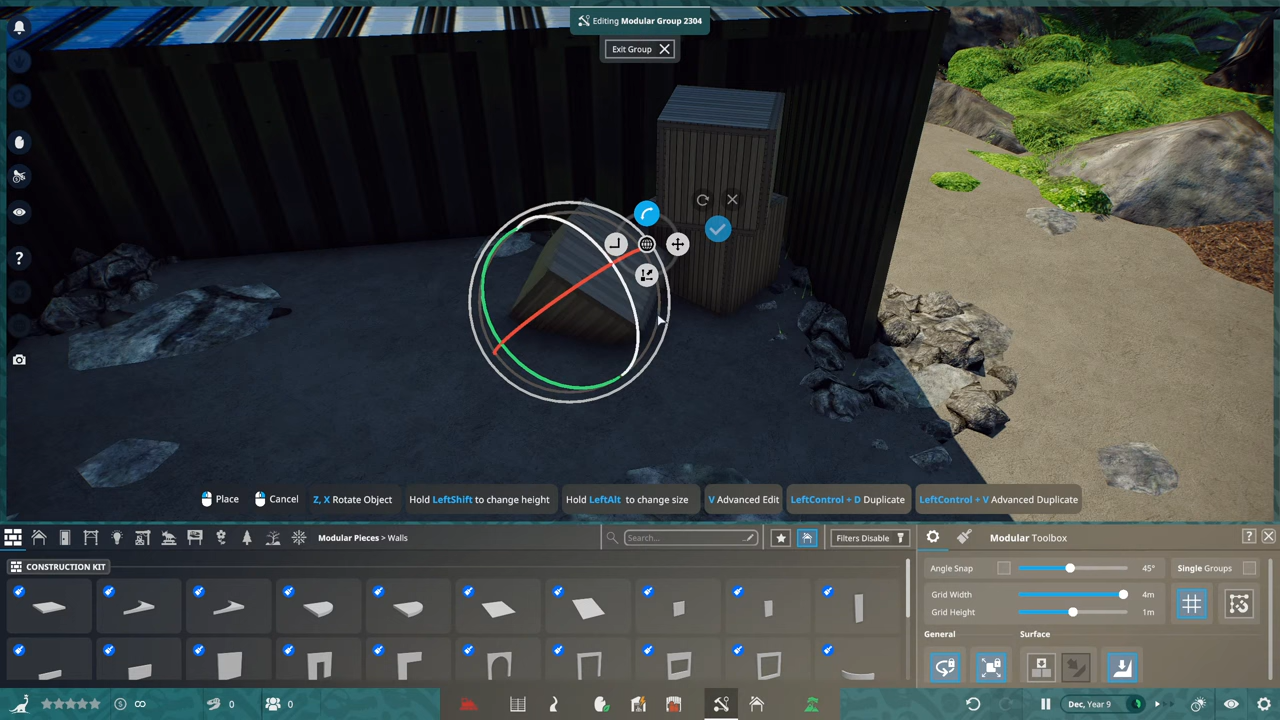 Editing Modular Group 2304
Exit Group
Place
Cancel
Z, X Rotate Object
Hold LeftShift to change height
Hold LeftAlt to change size
V Advanced Edit
LeftControl + D Duplicate
LeftControl + V Advanced Duplicate
Modular Pieces > Walls
Search...
Filters Disable
Modular Toolbox
?
CONSTRUCTION KIT
Angle Snap
45°
Single Groups
Grid Width
4m
Grid Height
1m
General
Surface
∞
0
0
Dec, Year 9